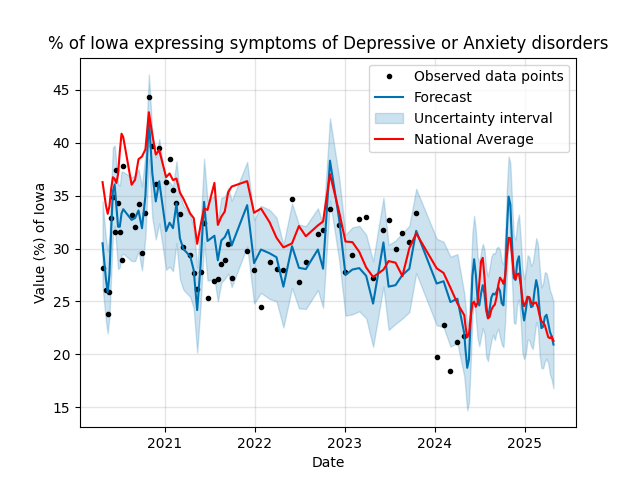 % of Iowa expressing symptoms of Depressive or Anxiety disorders
Observed data points
Forecast
Uncertainty interval
National Average
Value (%) of Iowa
45
40
35
30
25
20
15
2021
2022
2023
2024
2025
Date